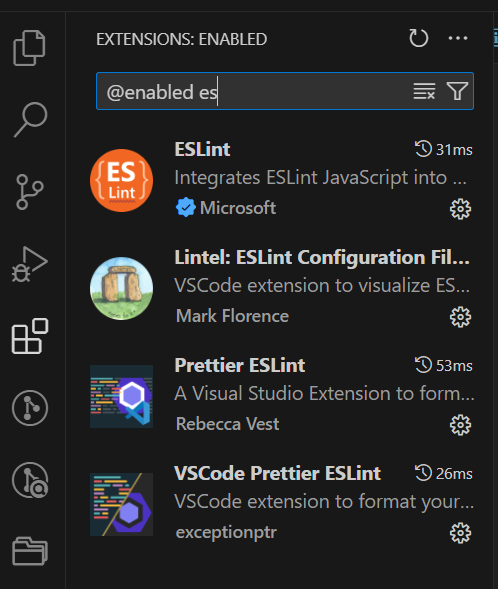 EXTENSIONS: ENABLED
@enabled es
ES
Lint
ESLint 31ms
Integrates ESLint JavaScript into ...
Microsoft
Lintel: ESLint Configuration Fil...
VSCode extension to visualize ES...
Mark Florence
Prettier ESLint 53ms
A Visual Studio Extension to form...
Rebecca Vest
VSCode Prettier ESLint 26ms
VSCode extension to format your...
exceptionptr